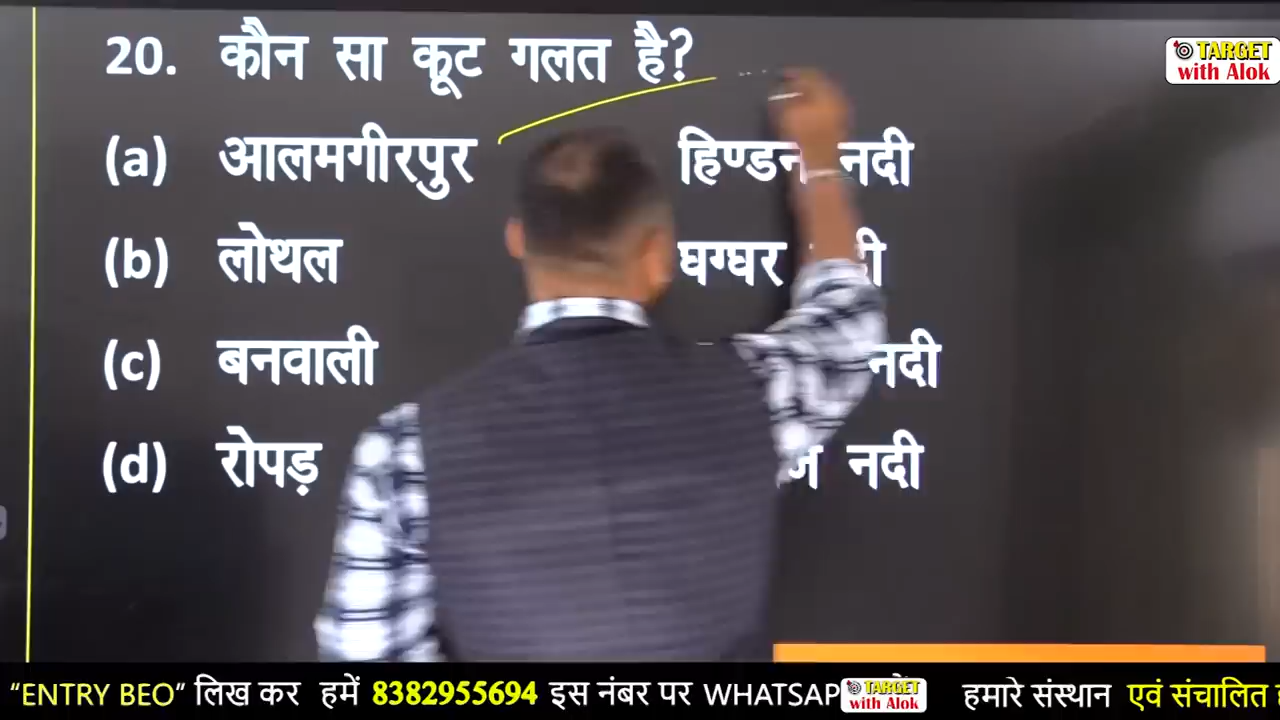 20. कौन सा कूट गलत है?
(a) आलमगीरपुर हिण्डन नदी
(b) लोथल घग्घर
(c) बनवाली नदी
(d) रोपड़ नदी
TARGET with Alok
"ENTRY BEO" लिख कर हमें 8382955694 इस नंबर पर WHATSAP हमारे संस्थान एवं संचालित
TARGET with Alok